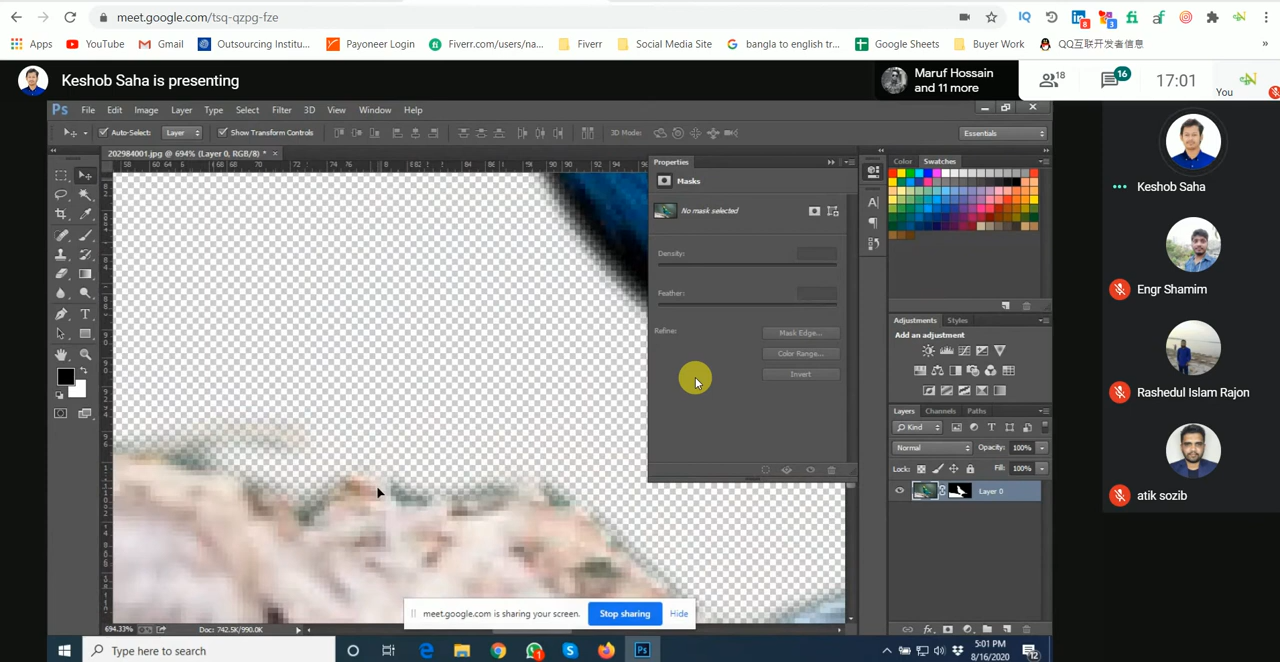 meet.google.com/tsq-qzpg-fze
IQ
8
3
Apps
YouTube
Gmail
Outsourcing Institu...
Payoneer Login
Fiverr.com/users/na...
Fiverr
Social Media Site
bangla to english tr...
Google Sheets
Buyer Work
QQ互联开发者信息
»
Keshob Saha is presenting
Maruf Hossain
and 11 more
18
16
17:01
You
Ps
File
Edit
Image
Layer
Type
Select
Filter
3D
View
Window
Help
Auto-Select:
Layer
Show Transform Controls
3D Mode:
Essentials
202984001.jpg @ 694% (Layer 0, RGB/8) *
Properties
Masks
No mask selected
Density:
Feather:
Refine:
Mask Edge...
Color Range...
Invert
Color
Swatches
Adjustments
Styles
Add an adjustment
Layers
Channels
Paths
Kind
Normal
Opacity:
100%
Lock:
Fill:
100%
Layer 0
Keshob Saha
Engr Shamim
Rashedul Islam Rajon
atik sozib
meet.google.com is sharing your screen.
Stop sharing
Hide
694.33%
Doc: 742.5K/990.0K
Type here to search
5:01 PM
8/16/2020
12